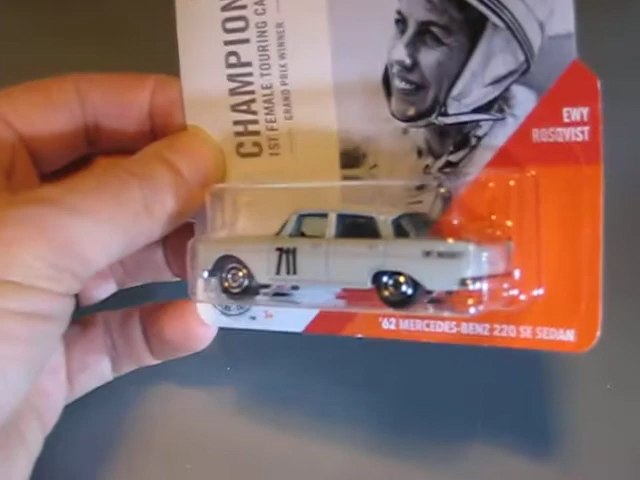 CHAMPION
1ST FEMALE TOURING CA
GRAND PRIX WINNER
EWY
ROSQVIST
711
'62 MERCEDES-BENZ 220 SE SEDAN